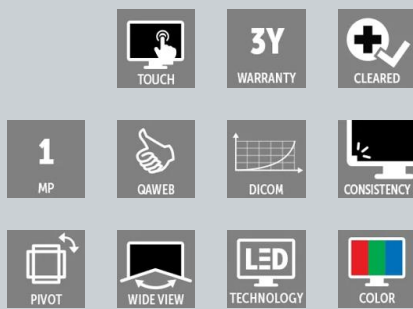 TOUCH
3Y
WARRANTY
CLEARED
1
MP
QAWEB
DICOM
CONSISTENCY
PIVOT
WIDE VIEW
LED
TECHNOLOGY
COLOR